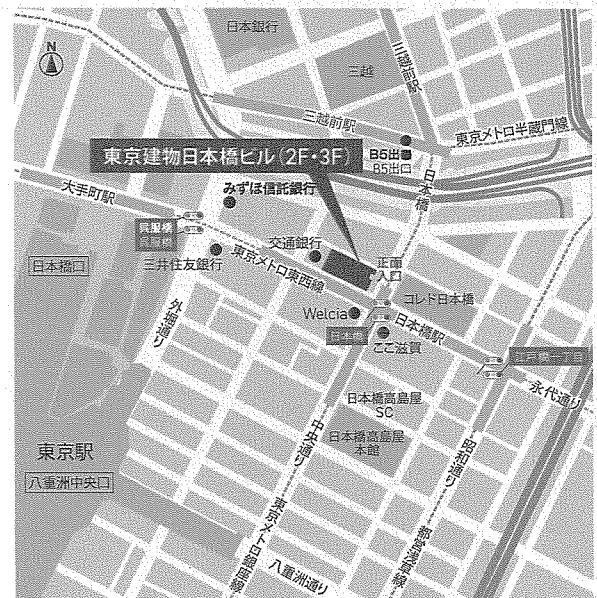 日本銀行
三越
三越前駅
N
三越前駅
東京メトロ半蔵門線
B5出口
B5出口
東京建物日本橋ビル(2F・3F)
日本橋
大手町駅
みずほ信託銀行
呉服橋
呉服橋
交通銀行
正面
入口
日本橋口
三井住友銀行
東京メトロ東西線
コレド日本橋
外堀通り
Welcia
日本橋
日本橋駅
ここ滋賀
江戸橋一丁目
永代通り
日本橋高島屋
SC
日本橋高島屋
本館
中央通り
昭和通り
東京駅
八重洲中央口
東京メトロ銀座線
都営浅草線
八重洲通り